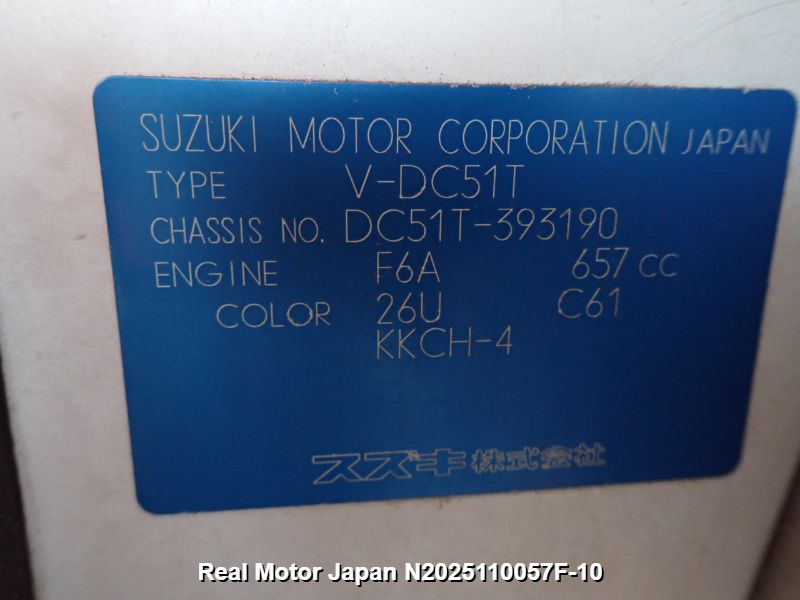 SUZUKI MOTOR CORPORATION JAPAN
TYPE V-DC51T
CHASSIS NO. DC51T-393190
ENGINE F6A 657 CC
COLOR 26U C61
KKCH-4
スズキ株式会社
Real Motor Japan N2025110057F-10